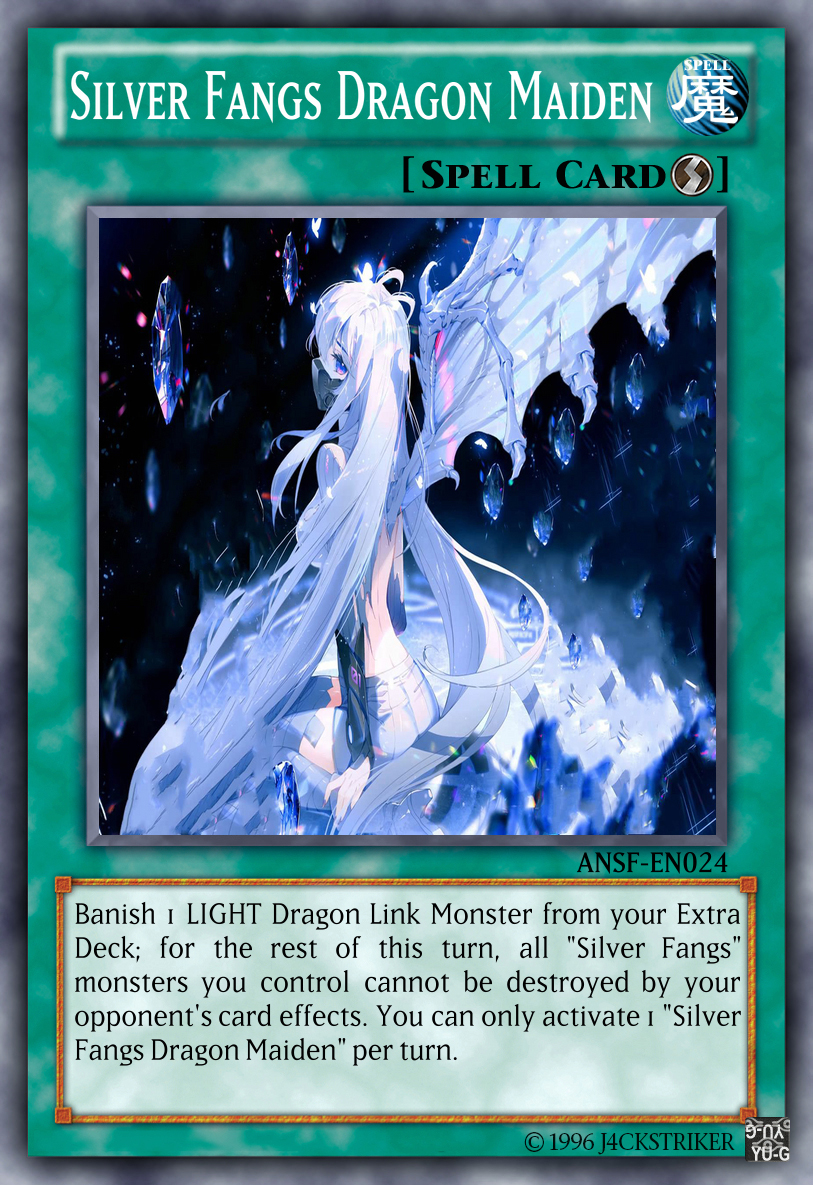 SILVER FANGS DRAGON MAIDEN
SPELL
魔
[SPELL CARD]
ANSF-EN024
Banish 1 LIGHT Dragon Link Monster from your Extra
Deck; for the rest of this turn, all "Silver Fangs"
monsters you control cannot be destroyed by your
opponent's card effects. You can only activate 1 "Silver
Fangs Dragon Maiden" per turn.
© 1996 J4CKSTRIKER
YU-G
YU-G